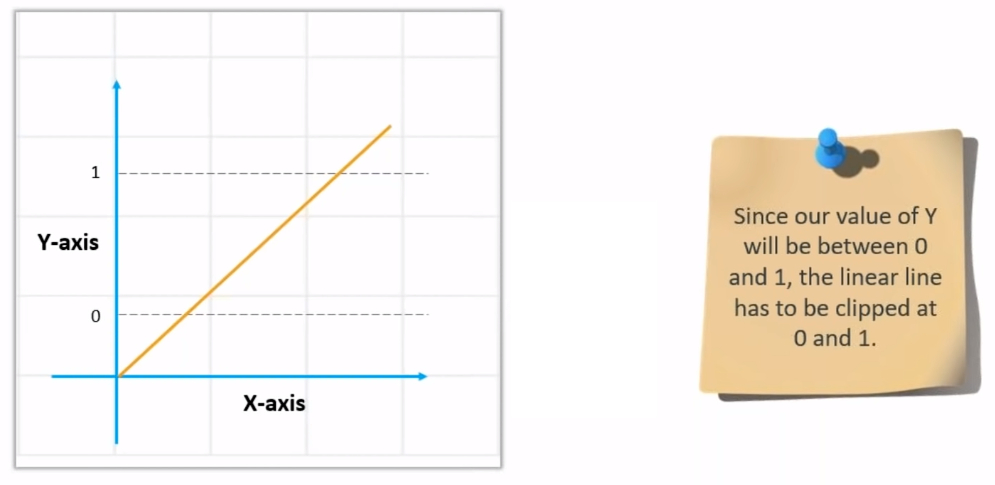 1
Y-axis
0
X-axis
Since our value of Y
will be between 0
and 1, the linear line
has to be clipped at
0 and 1.